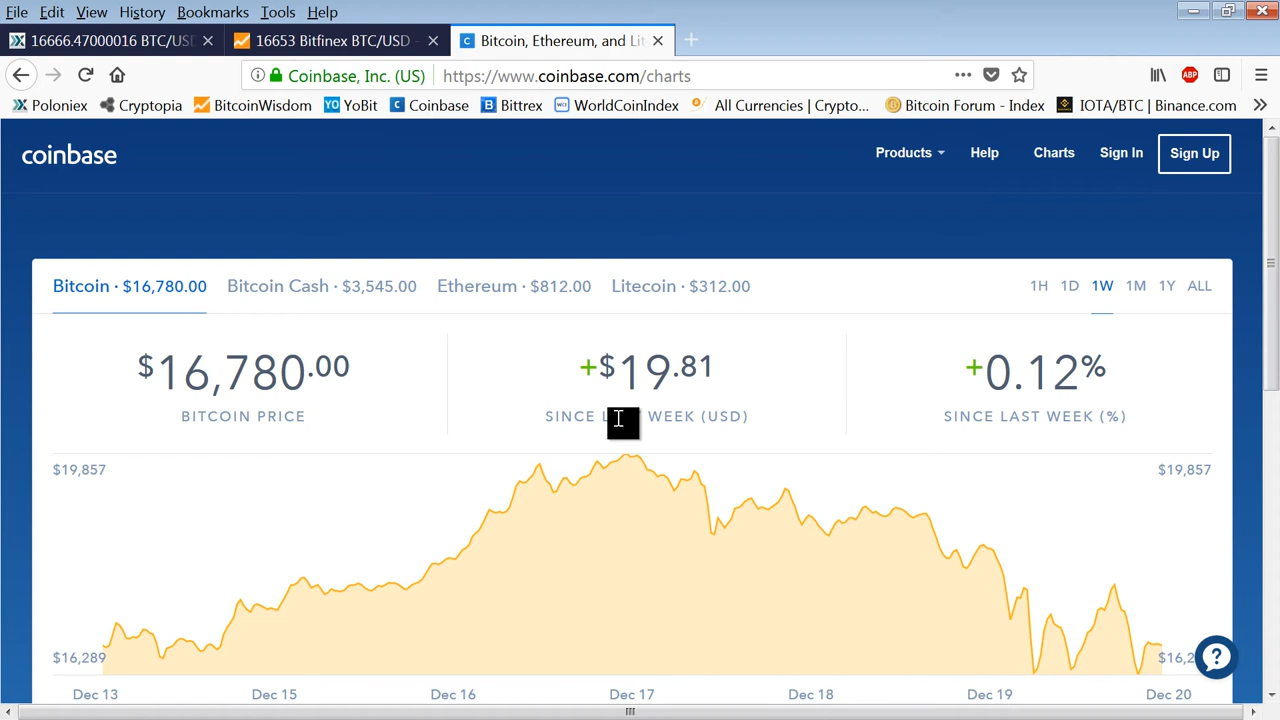 File Edit View History Bookmarks Tools Help
16666.47000016 BTC/USD
16653 Bitfinex BTC/USD -
Bitcoin, Ethereum, and Lit
Coinbase, Inc. (US) https://www.coinbase.com/charts
ABP
Poloniex Cryptopia BitcoinWisdom YoBit Coinbase Bittrex WorldCoinIndex All Currencies | Crypto... Bitcoin Forum - Index IOTA/BTC | Binance.com
coinbase
Products Help Charts Sign In Sign Up
Bitcoin · $16,780.00 Bitcoin Cash · $3,545.00 Ethereum · $812.00 Litecoin · $312.00 1H 1D 1W 1M 1Y ALL
$16,780.00 +$19.81 +0.12%
BITCOIN PRICE SINCE L WEEK (USD) SINCE LAST WEEK (%)
$19,857 $19,857
$16,289 $16,2
Dec 13 Dec 15 Dec 16 Dec 17 Dec 18 Dec 19 Dec 20